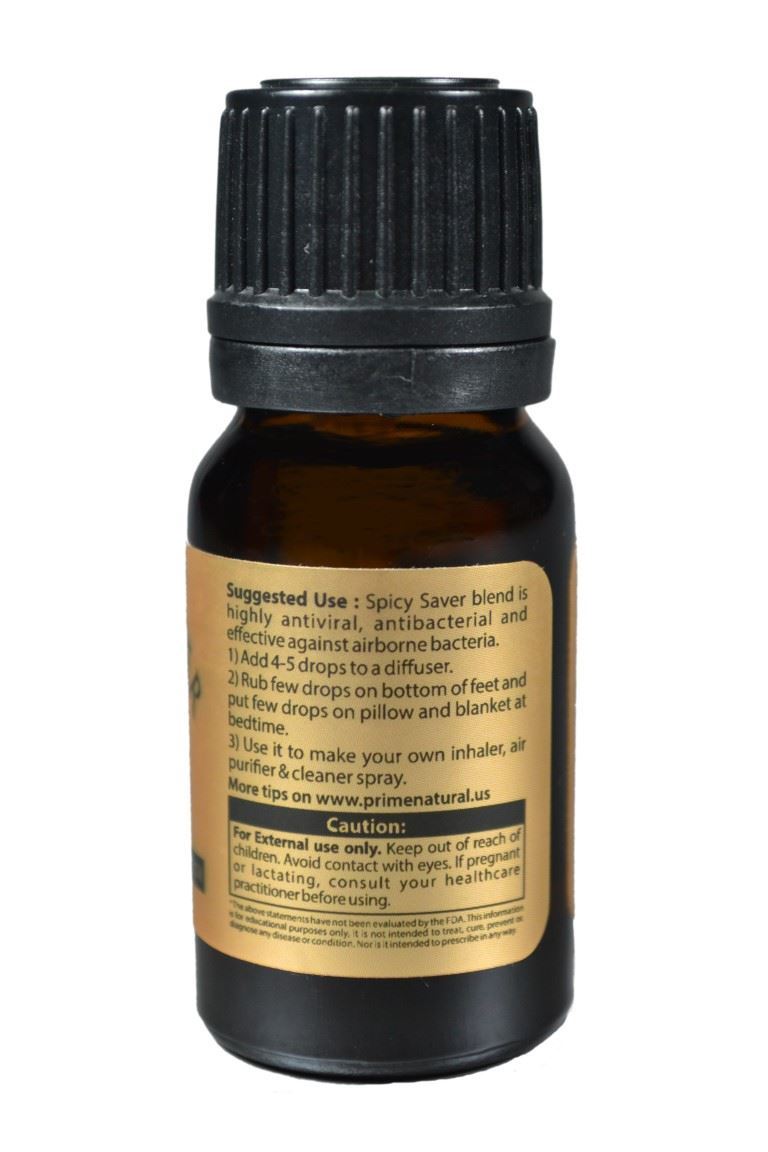 Suggested Use : Spicy Saver blend is
highly antiviral, antibacterial and
effective against airborne bacteria.
1) Add 4-5 drops to a diffuser.
2) Rub few drops on bottom of feet and
put few drops on pillow and blanket at
bedtime.
3) Use it to make your own inhaler, air
purifier & cleaner spray.
More tips on www.primenatural.us
Caution:
For External use only. Keep out of reach of
children. Avoid contact with eyes. If pregnant
or lactating, consult your healthcare
practitioner before using.
*The above statements have not been evaluated by the FDA. This information
is for educational purposes only, it is not intended to treat, cure, prevent or
diagnose any disease or condition. Nor is it intended to prescribe in any way.